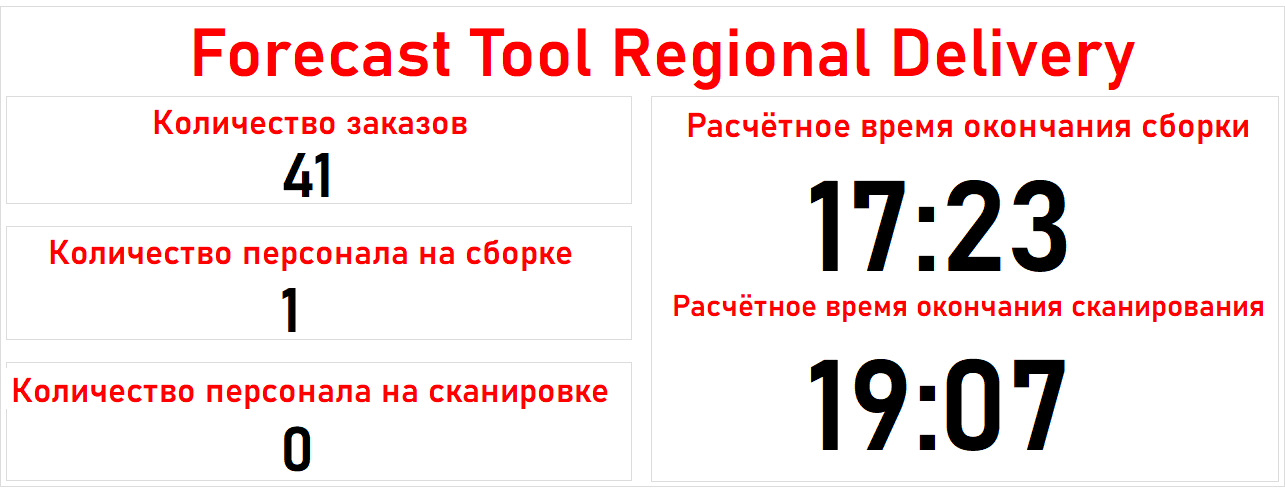 Forecast Tool Regional Delivery
Количество заказов
41
Количество персонала на сборке
1
Количество персонала на сканировке
0
Расчётное время окончания сборки
17:23
Расчётное время окончания сканирования
19:07